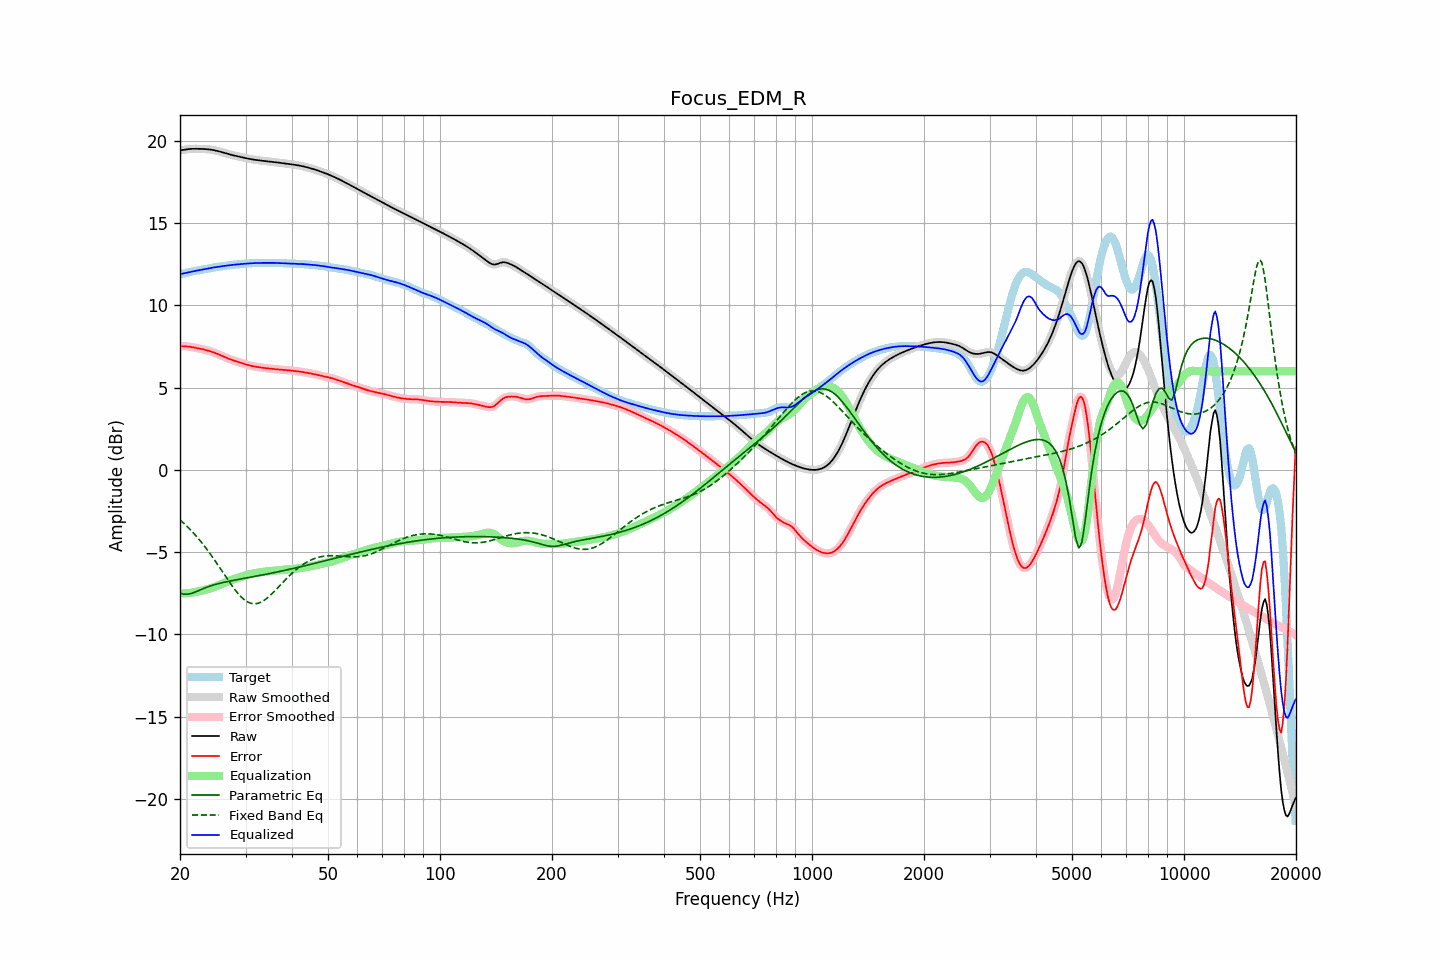 Focus_EDM_R
Amplitude (dBr)
20
15
10
5
0
−5
−10
−15
−20
Target
Raw Smoothed
Error Smoothed
Raw
Error
Equalization
Parametric Eq
Fixed Band Eq
Equalized
20 50 100 200 500 1000 2000 5000 10000 20000
Frequency (Hz)